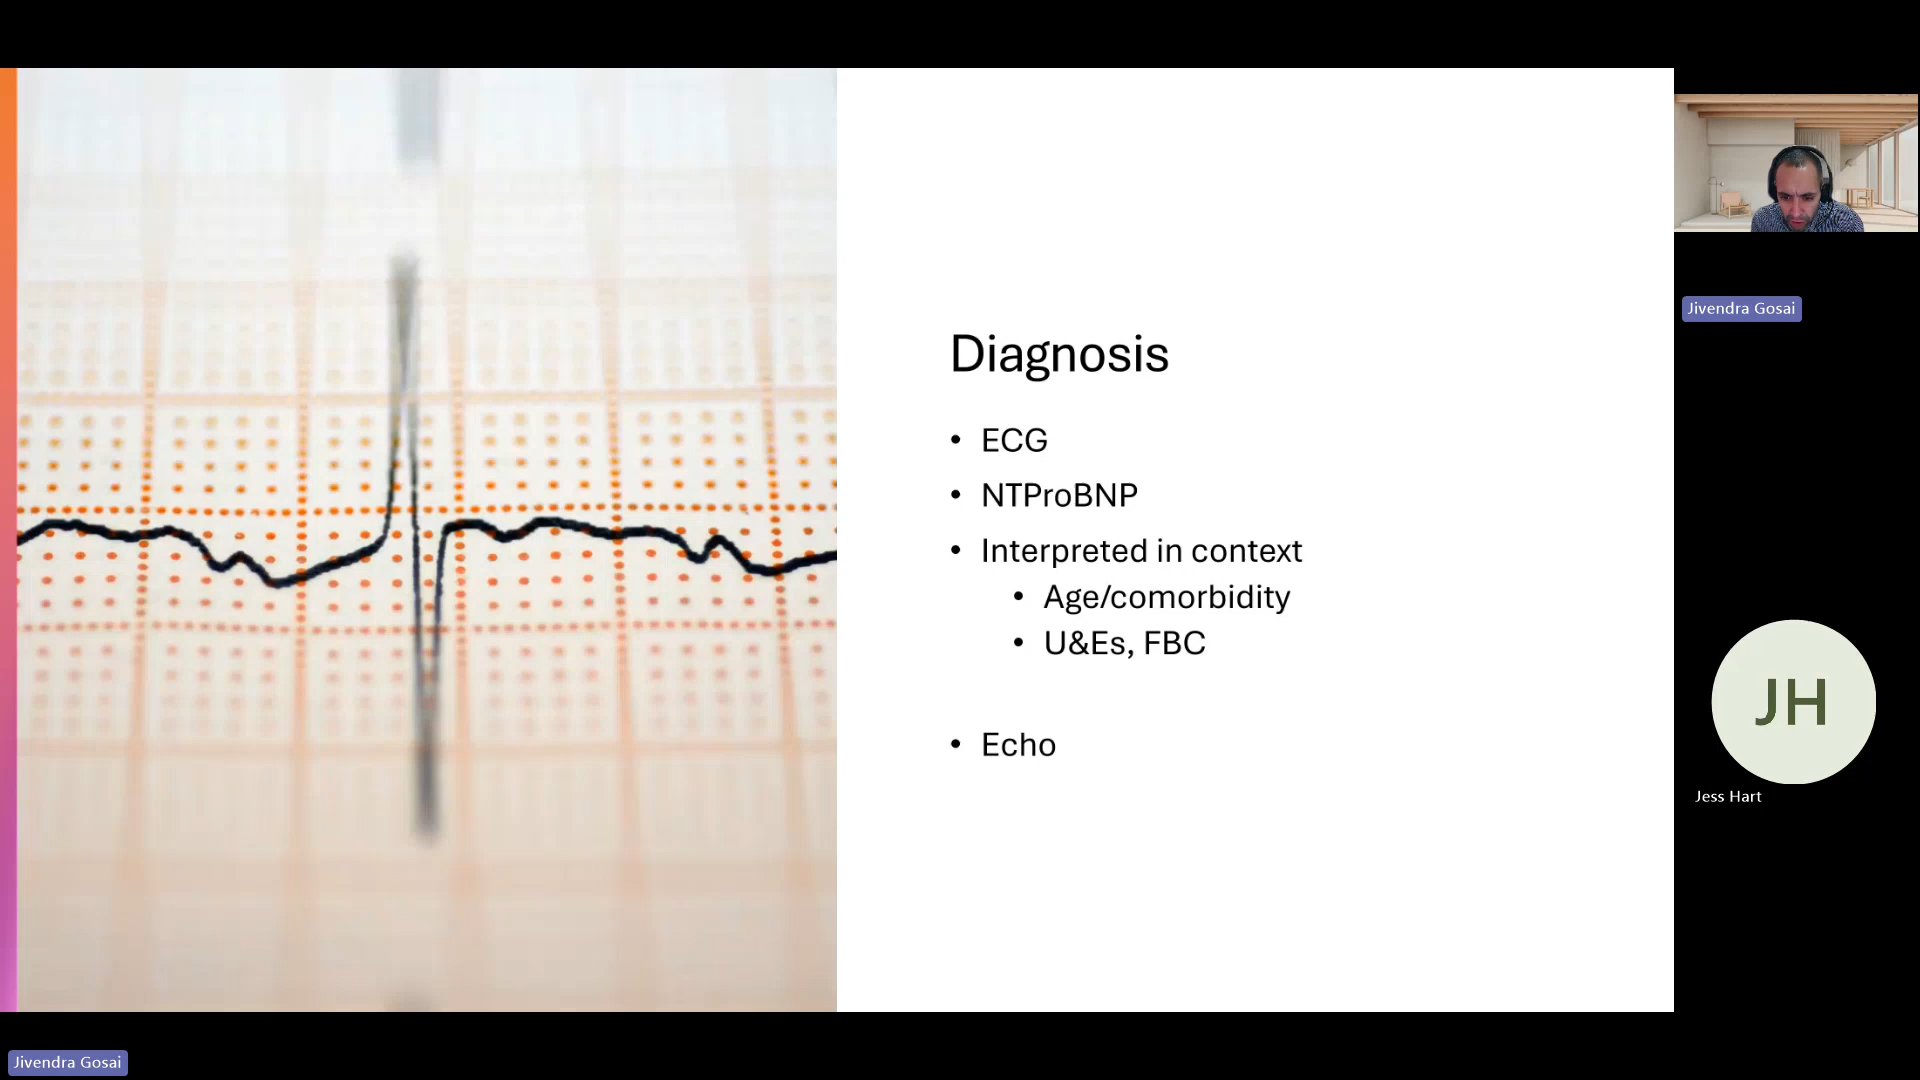 Diagnosis
• ECG
• NTProBNP
• Interpreted in context
• Age/comorbidity
• U&Es, FBC
• Echo
Jivendra Gosai
JH
Jess Hart
Jivendra Gosai